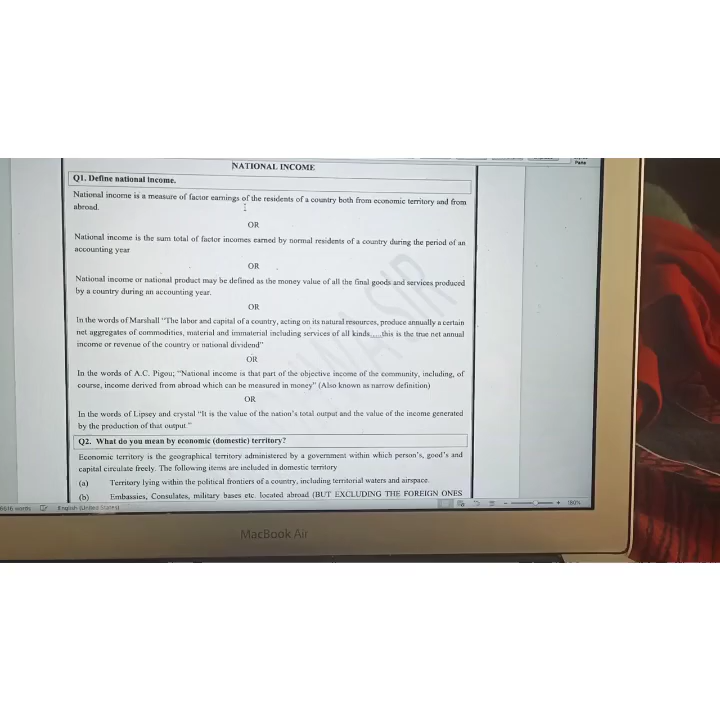 NATIONAL INCOME
Pane
Q1. Define national income.
National income is a measure of factor earnings of the residents of a country both from economic territory and from
abroad.
OR
National income is the sum total of factor incomes earned by normal residents of a country during the period of an
accounting year
OR
National income or national product may be defined as the money value of all the final goods and services produced
by a country during an accounting year.
OR
In the words of Marshall "The labor and capital of a country, acting on its natural resources, produce annually a certain
net aggregates of commodities, material and immaterial including services of all kinds.....this is the true net annual
income or revenue of the country or national dividend"
OR
In the words of A.C. Pigou; "National income is that part of the objective income of the community, including, of
course, income derived from abroad which can be measured in money" (Also known as narrow definition)
OR
In the words of Lipsey and crystal "It is the value of the nation's total output and the value of the income generated
by the production of that output."
Q2. What do you mean by economic (domestic) territory?
Economic territory is the geographical territory administered by a government within which person's, good's and
capital circulate freely. The following items are included in domestic territory
(a) Territory lying within the political frontiers of a country, including territorial waters and airspace.
(b) Embassies, Consulates, military bases etc. located abroad (BUT EXCLUDING THE FOREIGN ONES
words English (United States) 180%
MacBook Air